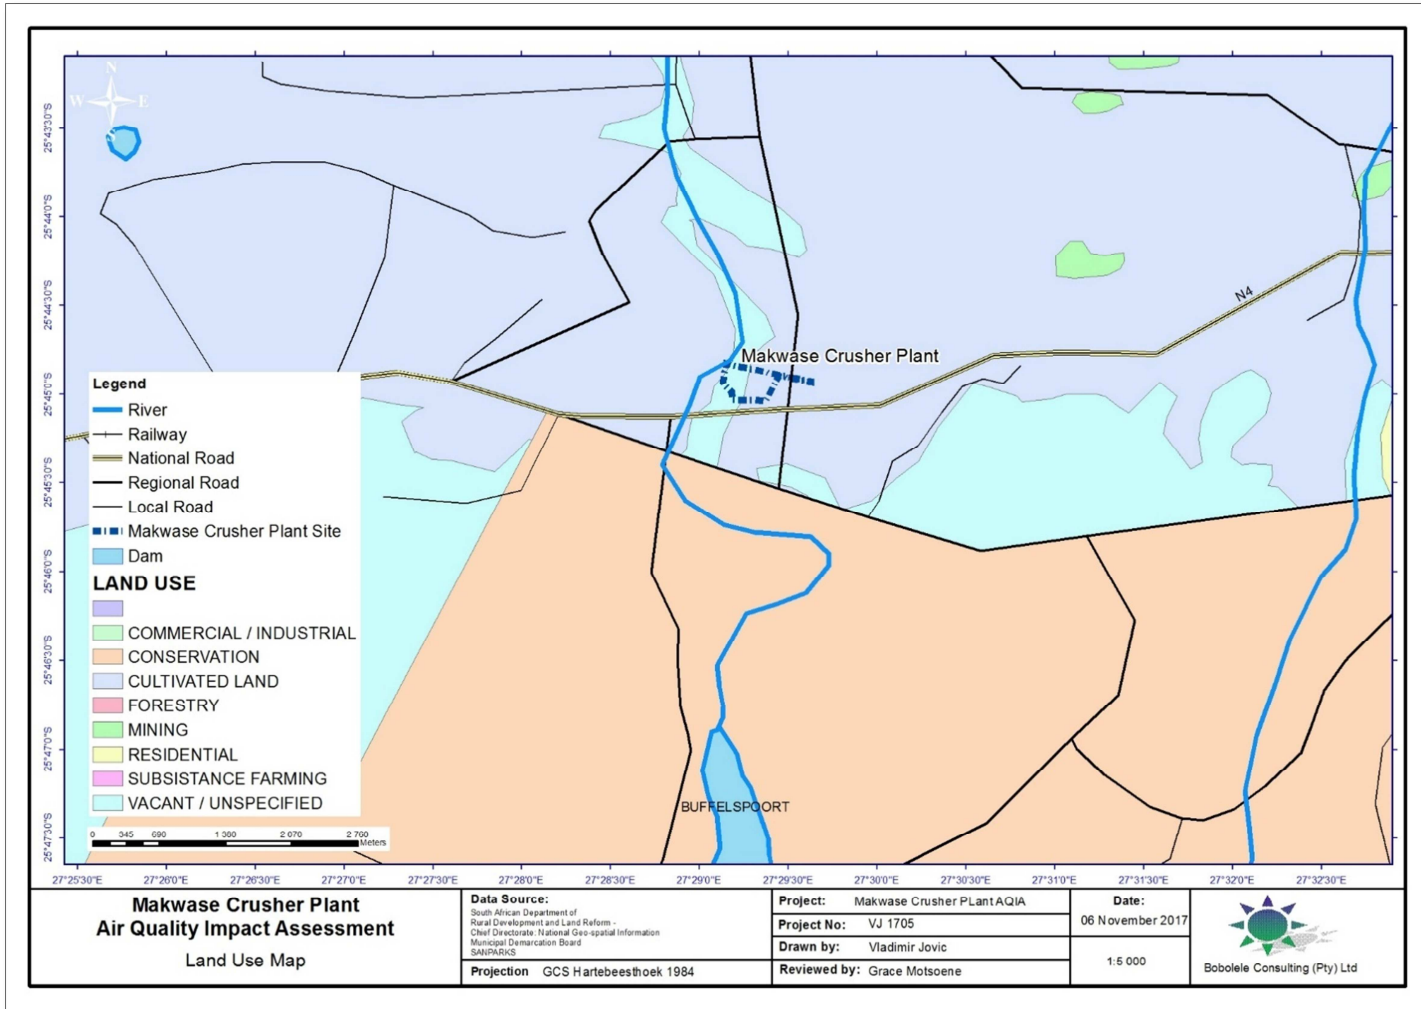 N
W E
S
25°43'30"S
25°44'0"S
25°44'30"S
25°45'0"S
25°45'30"S
25°46'0"S
25°46'30"S
25°47'0"S
25°47'30"S
N4
Makwase Crusher Plant
BUFFELSPOORT
Legend
River
Railway
National Road
Regional Road
Local Road
Makwase Crusher Plant Site
Dam
LAND USE
COMMERCIAL / INDUSTRIAL
CONSERVATION
CULTIVATED LAND
FORESTRY
MINING
RESIDENTIAL
SUBSISTANCE FARMING
VACANT / UNSPECIFIED
0 345 690 1 380 2 070 2 760
Meters
27°25'30"E 27°26'0"E 27°26'30"E 27°27'0"E 27°27'30"E 27°28'0"E 27°28'30"E 27°29'0"E 27°29'30"E 27°30'0"E 27°30'30"E 27°31'0"E 27°31'30"E 27°32'0"E 27°32'30"E
Makwase Crusher Plant
Air Quality Impact Assessment
Land Use Map
Data Source:
South African Department of
Rural Development and Land Reform -
Chief Directorate: National Geo-spatial Information
Municipal Demarcation Board
SANPARKS
Projection GCS Hartebeesthoek 1984
Project: Makwase Crusher PLant AQIA
Project No: VJ 1705
Drawn by: Vladimir Jovic
Reviewed by: Grace Motsoene
Date:
06 November 2017
1:5 000
Bobolele Consulting (Pty) Ltd